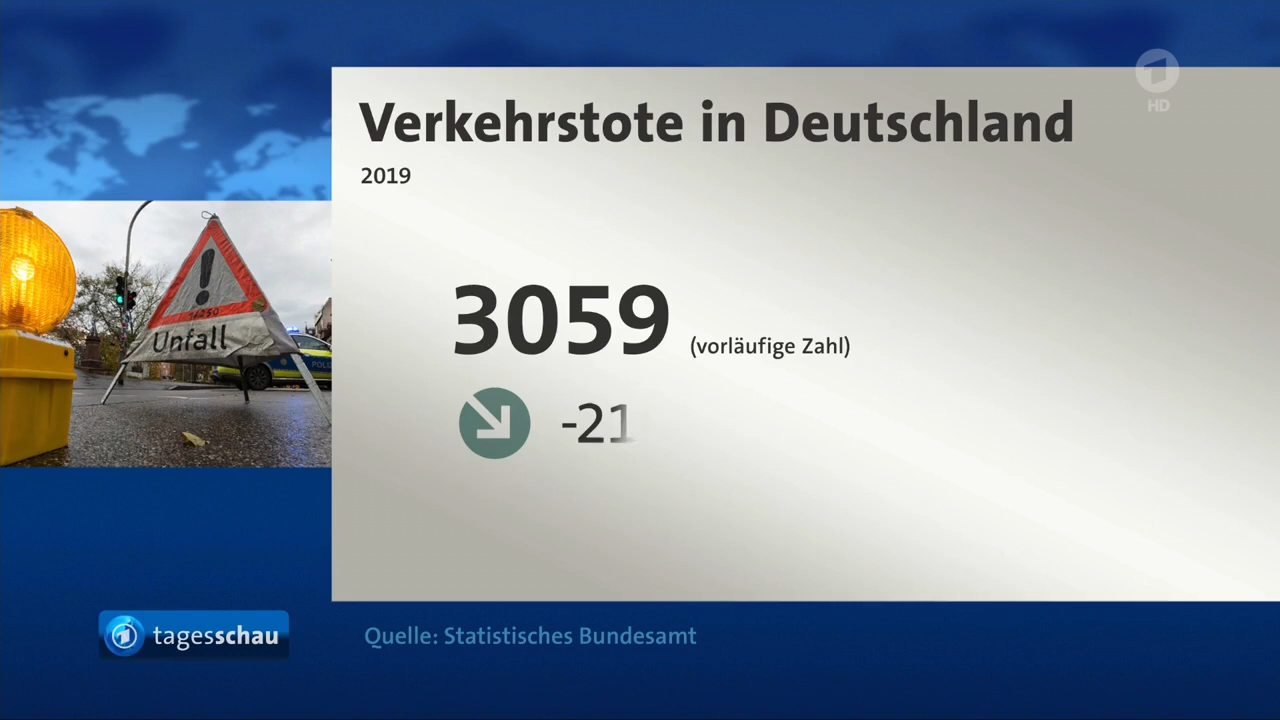 Verkehrstote in Deutschland
HD
2019
3059 (vorläufige Zahl)
-21
Unfall
tagesschau
Quelle: Statistisches Bundesamt